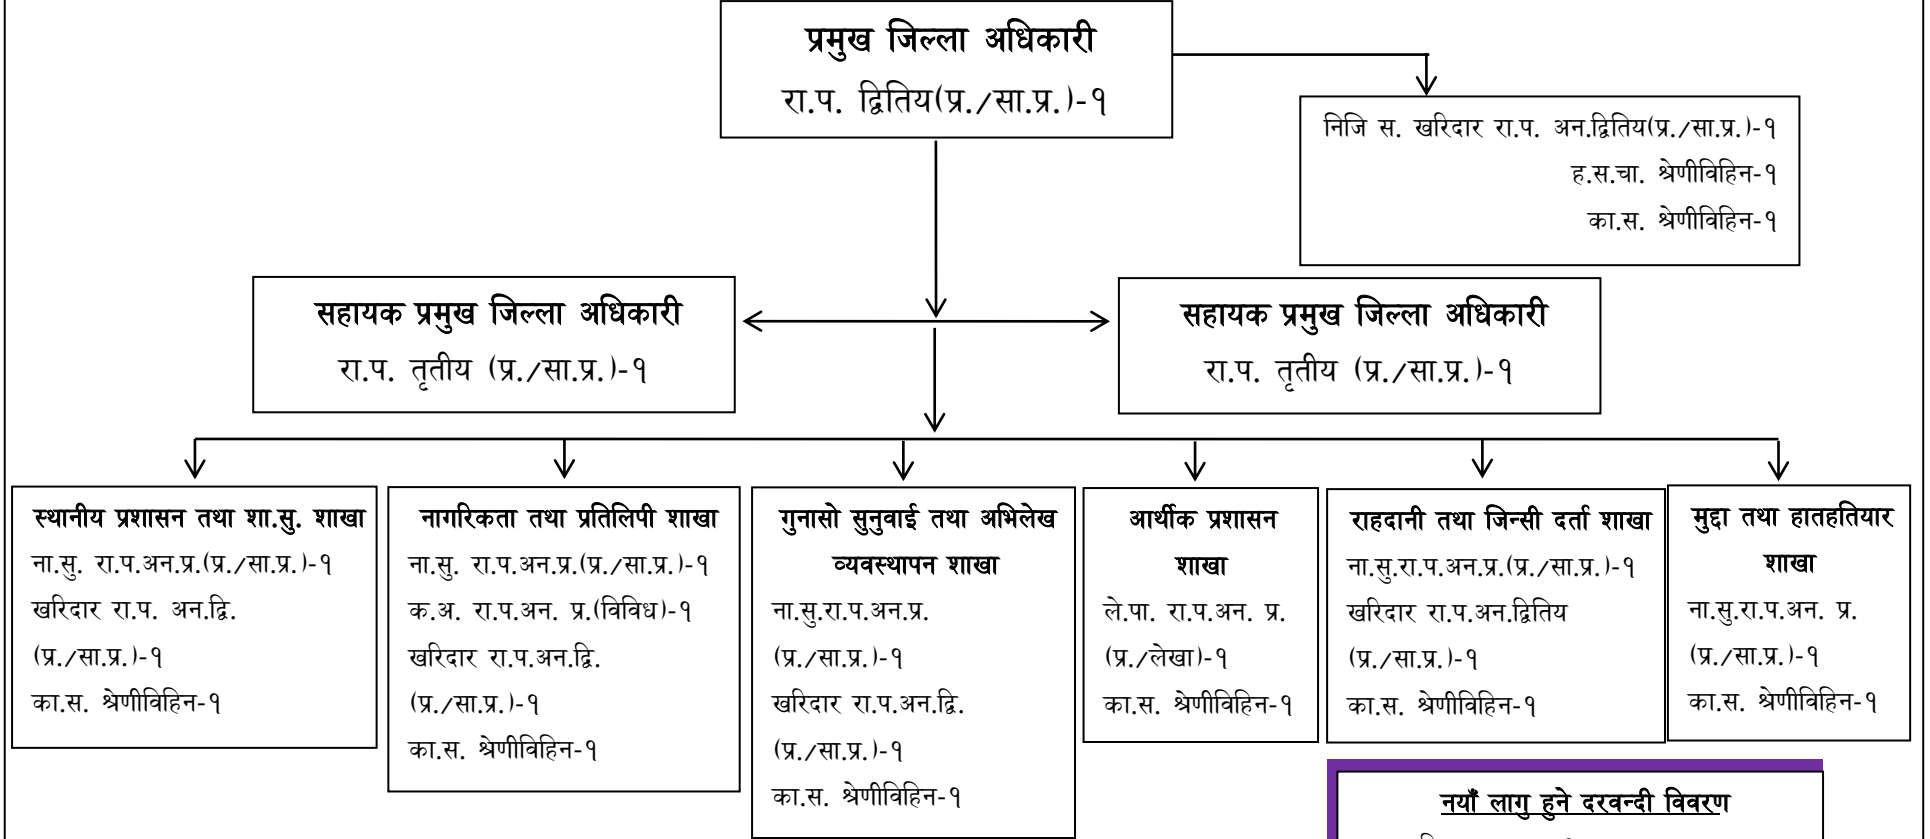 प्रमुख जिल्ला अधिकारी
रा.प. द्वितिय(प्र./सा.प्र.)-१
निजि स. खरिदार रा.प. अन.द्वितिय(प्र./सा.प्र.)-१
ह.स.चा. श्रेणीविहिन-१
का.स. श्रेणीविहिन-१
सहायक प्रमुख जिल्ला अधिकारी
रा.प. तृतीय (प्र./सा.प्र.)-१
सहायक प्रमुख जिल्ला अधिकारी
रा.प. तृतीय (प्र./सा.प्र.)-१
स्थानीय प्रशासन तथा शा.सु. शाखा
ना.सु. रा.प.अन.प्र.(प्र./सा.प्र.)-१
खरिदार रा.प. अन.द्वि.
(प्र./सा.प्र.)-१
का.स. श्रेणीविहिन-१
नागरिकता तथा प्रतिलिपी शाखा
ना.सु. रा.प.अन.प्र.(प्र./सा.प्र.)-१
क.अ. रा.प.अन. प्र.(विविध)-१
खरिदार रा.प.अन.द्वि.
(प्र./सा.प्र.)-१
का.स. श्रेणीविहिन-१
गुनासो सुनुवाई तथा अभिलेख
व्यवस्थापन शाखा
ना.सु.रा.प.अन.प्र.
(प्र./सा.प्र.)-१
खरिदार रा.प.अन.द्वि.
(प्र./सा.प्र.)-१
का.स. श्रेणीविहिन-१
आर्थीक प्रशासन
शाखा
ले.पा. रा.प.अन. प्र.
(प्र./लेखा)-१
का.स. श्रेणीविहिन-१
राहदानी तथा जिन्सी दर्ता शाखा
ना.सु.रा.प.अन.प्र.(प्र./सा.प्र.)-१
खरिदार रा.प.अन.द्वितिय
(प्र./सा.प्र.)-१
का.स. श्रेणीविहिन-१
मुद्दा तथा हातहतियार
शाखा
ना.सु.रा.प.अन. प्र.
(प्र./सा.प्र.)-१
का.स. श्रेणीविहिन-१
नयाँ लागु हुने दरवन्दी विवरण